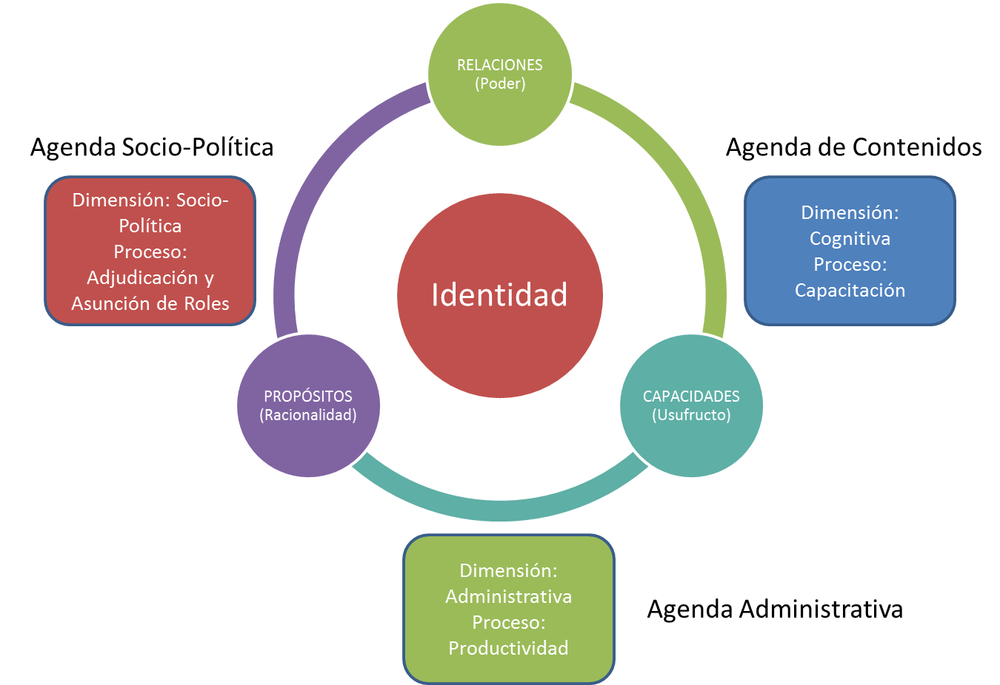 RELACIONES
(Poder)
Agenda Socio-Política
Agenda de Contenidos
Dimensión: Socio-
Política
Proceso:
Adjudicación y
Asunción de Roles
Dimensión:
Cognitiva
Proceso:
Capacitación
Identidad
PROPÓSITOS
(Racionalidad)
CAPACIDADES
(Usufructo)
Dimensión:
Administrativa
Proceso:
Productividad
Agenda Administrativa